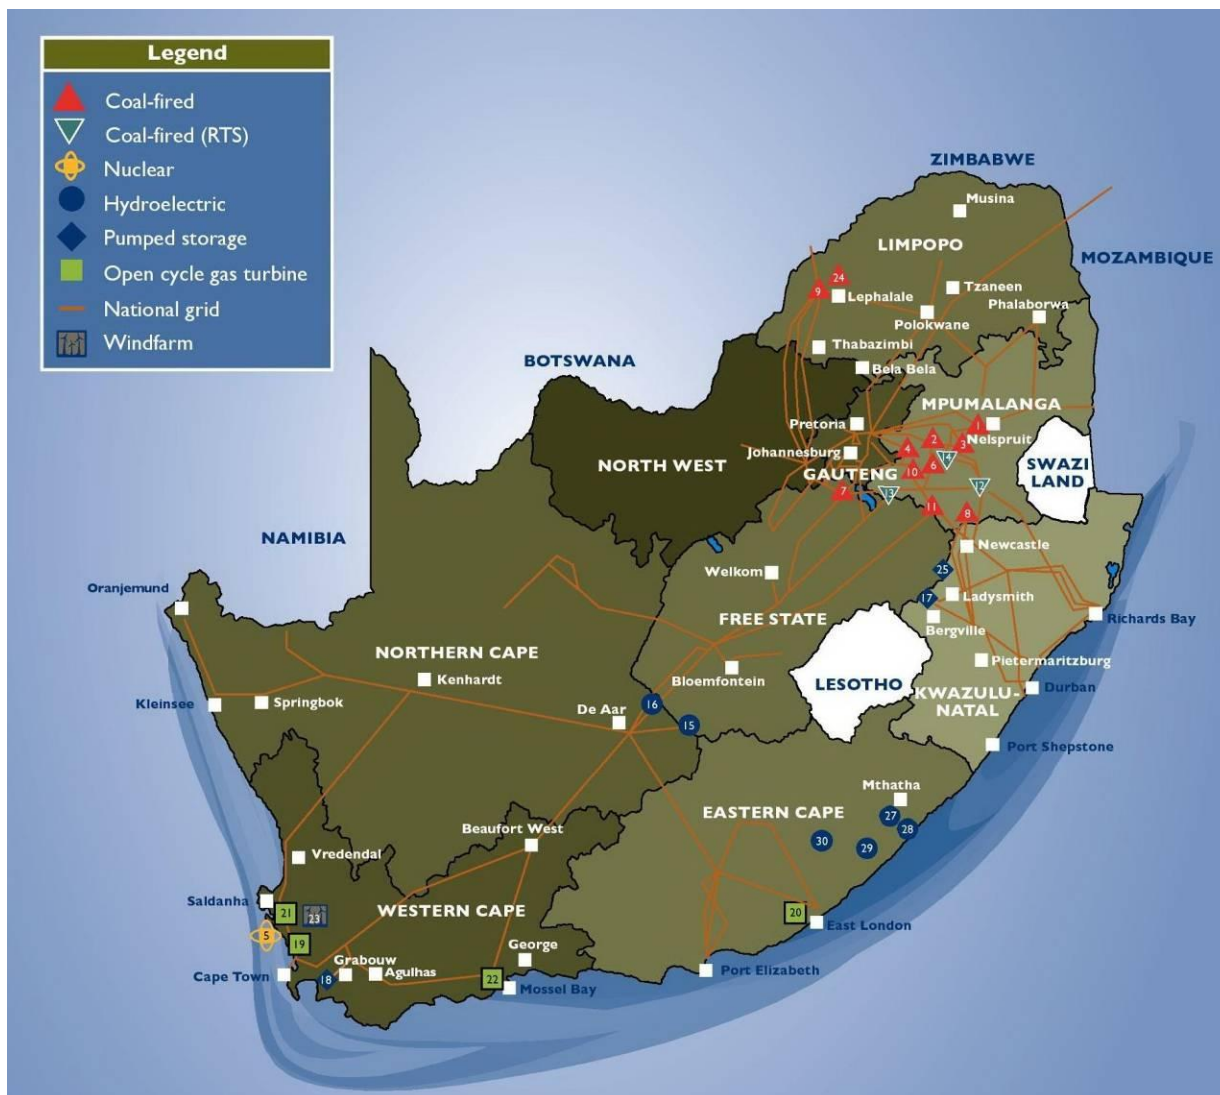 Legend
Coal-fired
Coal-fired (RTS)
Nuclear
Hydroelectric
Pumped storage
Open cycle gas turbine
National grid
Windfarm
ZIMBABWE
Musina
LIMPOPO
MOZAMBIQUE
24
9
Lephalale
Tzaneen
Phalaborwa
Polokwane
Thabazimbi
BOTSWANA
Bela Bela
MPUMALANGA
Pretoria
1
2
3
Nelspruit
4
Johannesburg
14
6
NORTH WEST
GAUTENG
10
SWAZI
LAND
7
13
12
11
8
NAMIBIA
Newcastle
Welkom
25
Oranjemund
17
Ladysmith
Richards Bay
FREE STATE
Bergville
NORTHERN CAPE
Pietermaritzburg
Kenhardt
Bloemfontein
LESOTHO
Durban
KWAZULU-
NATAL
Kleinsee
Springbok
De Aar
16
15
Port Shepstone
Mthatha
EASTERN CAPE
27
28
Beaufort West
30
29
Vredendal
Saldanha
21
23
WESTERN CAPE
20
East London
5
19
George
Cape Town
18
Grabouw
Agulhas
22
Mossel Bay
Port Elizabeth